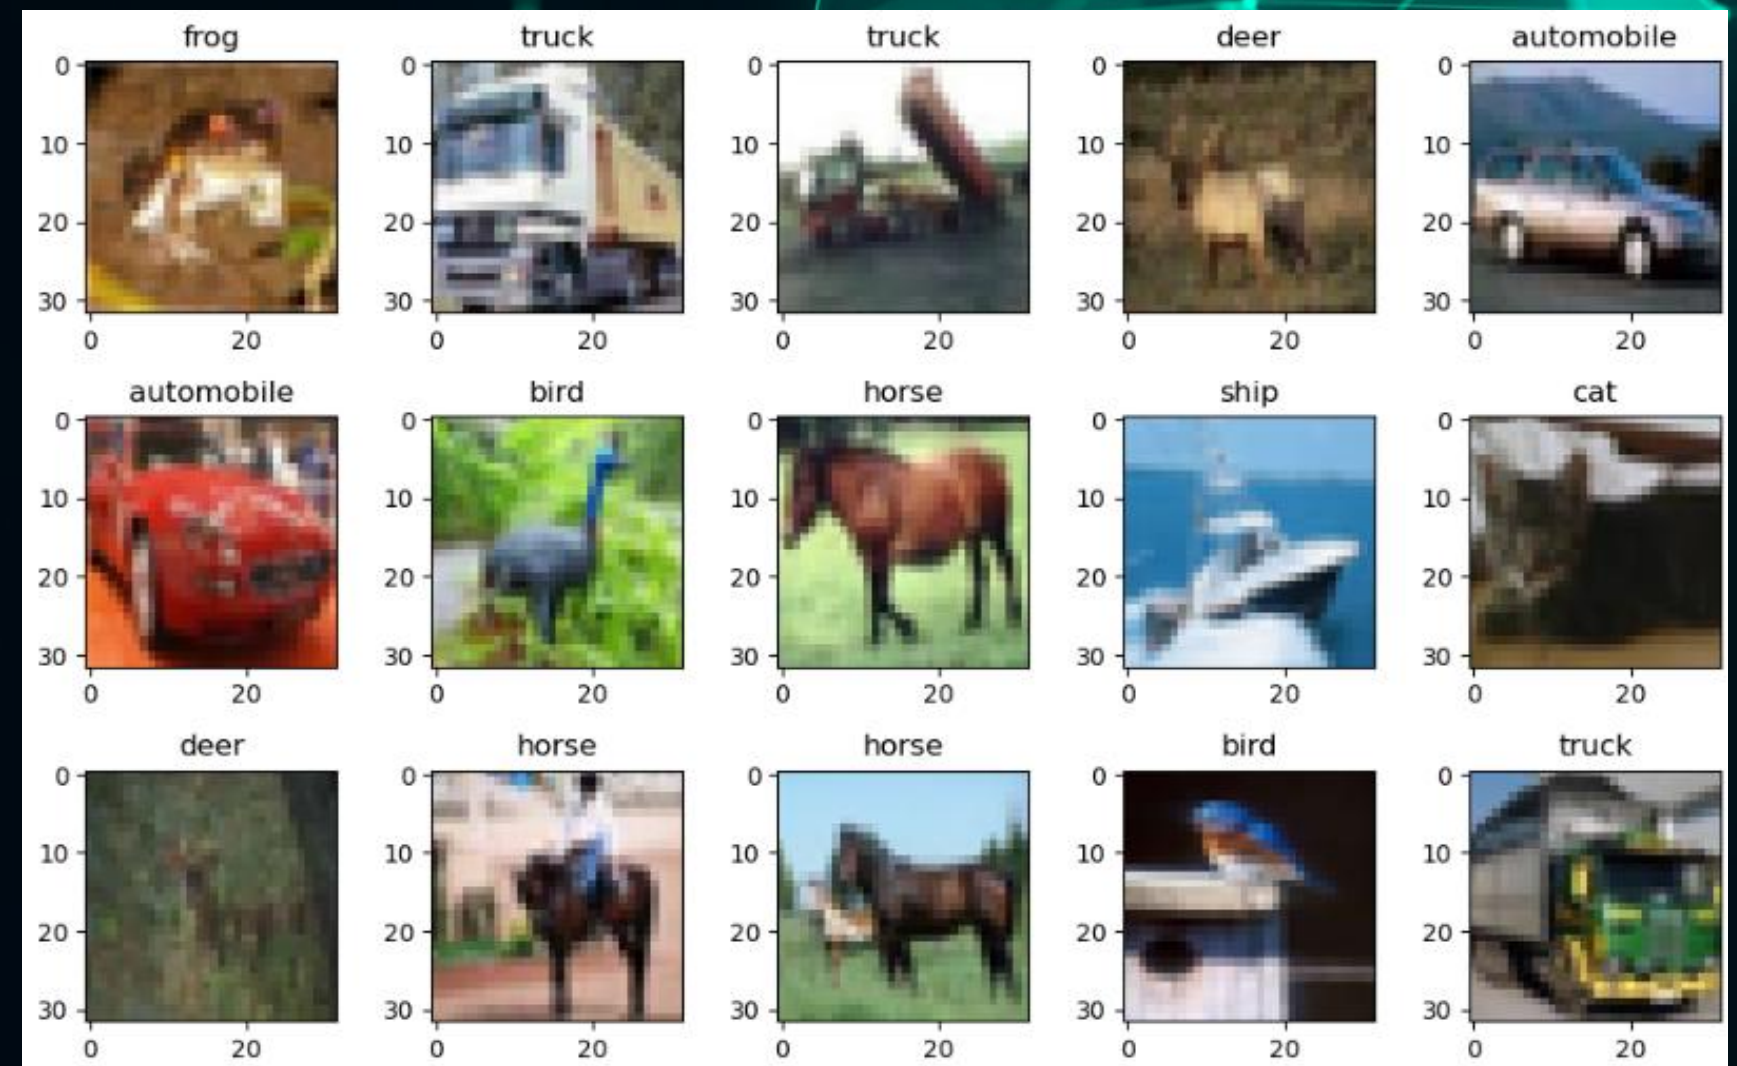 frog truck truck deer automobile
0 0 0 0 0
10 10 10 10 10
20 20 20 20 20
30 30 30 30 30
0 20 0 20 0 20 0 20 0 20
automobile bird horse ship cat
0 0 0 0 0
10 10 10 10 10
20 20 20 20 20
30 30 30 30 30
0 20 0 20 0 20 0 20 0 20
deer horse horse bird truck
0 0 0 0 0
10 10 10 10 10
20 20 20 20 20
30 30 30 30 30
0 20 0 20 0 20 0 20 0 20